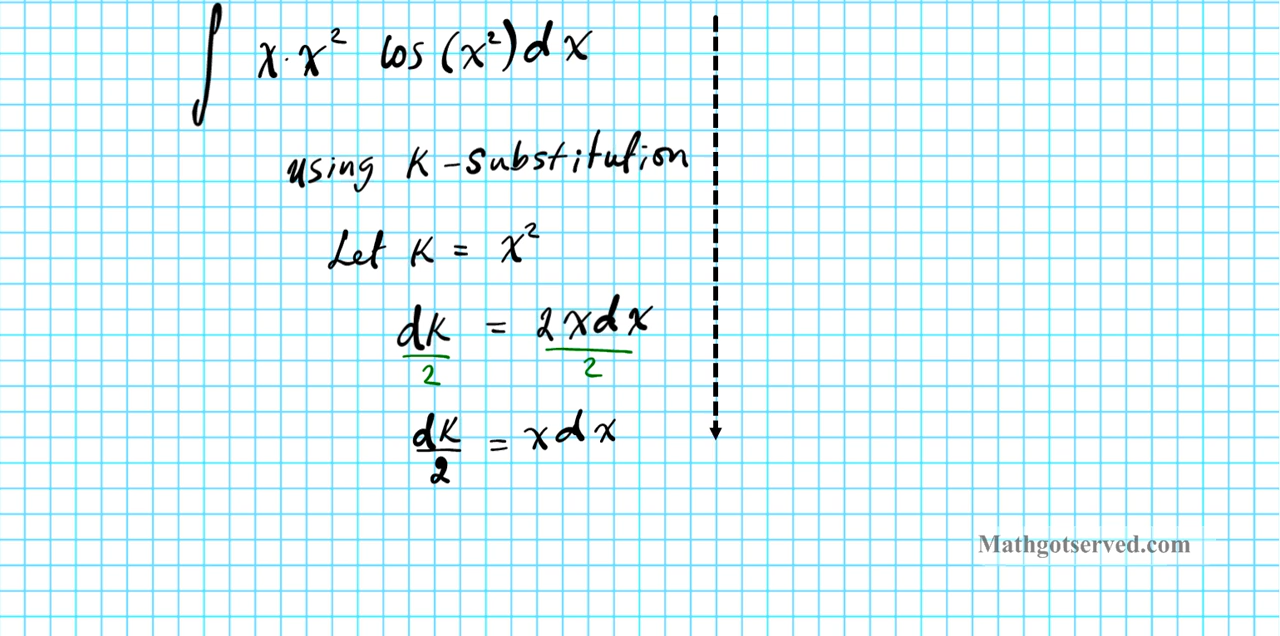 ∫ x·x² cos(x²)dx
using K-substitution
Let K = x²
dK/2 = 2xdx/2
dK/2 = xdx
Mathgotserved.com